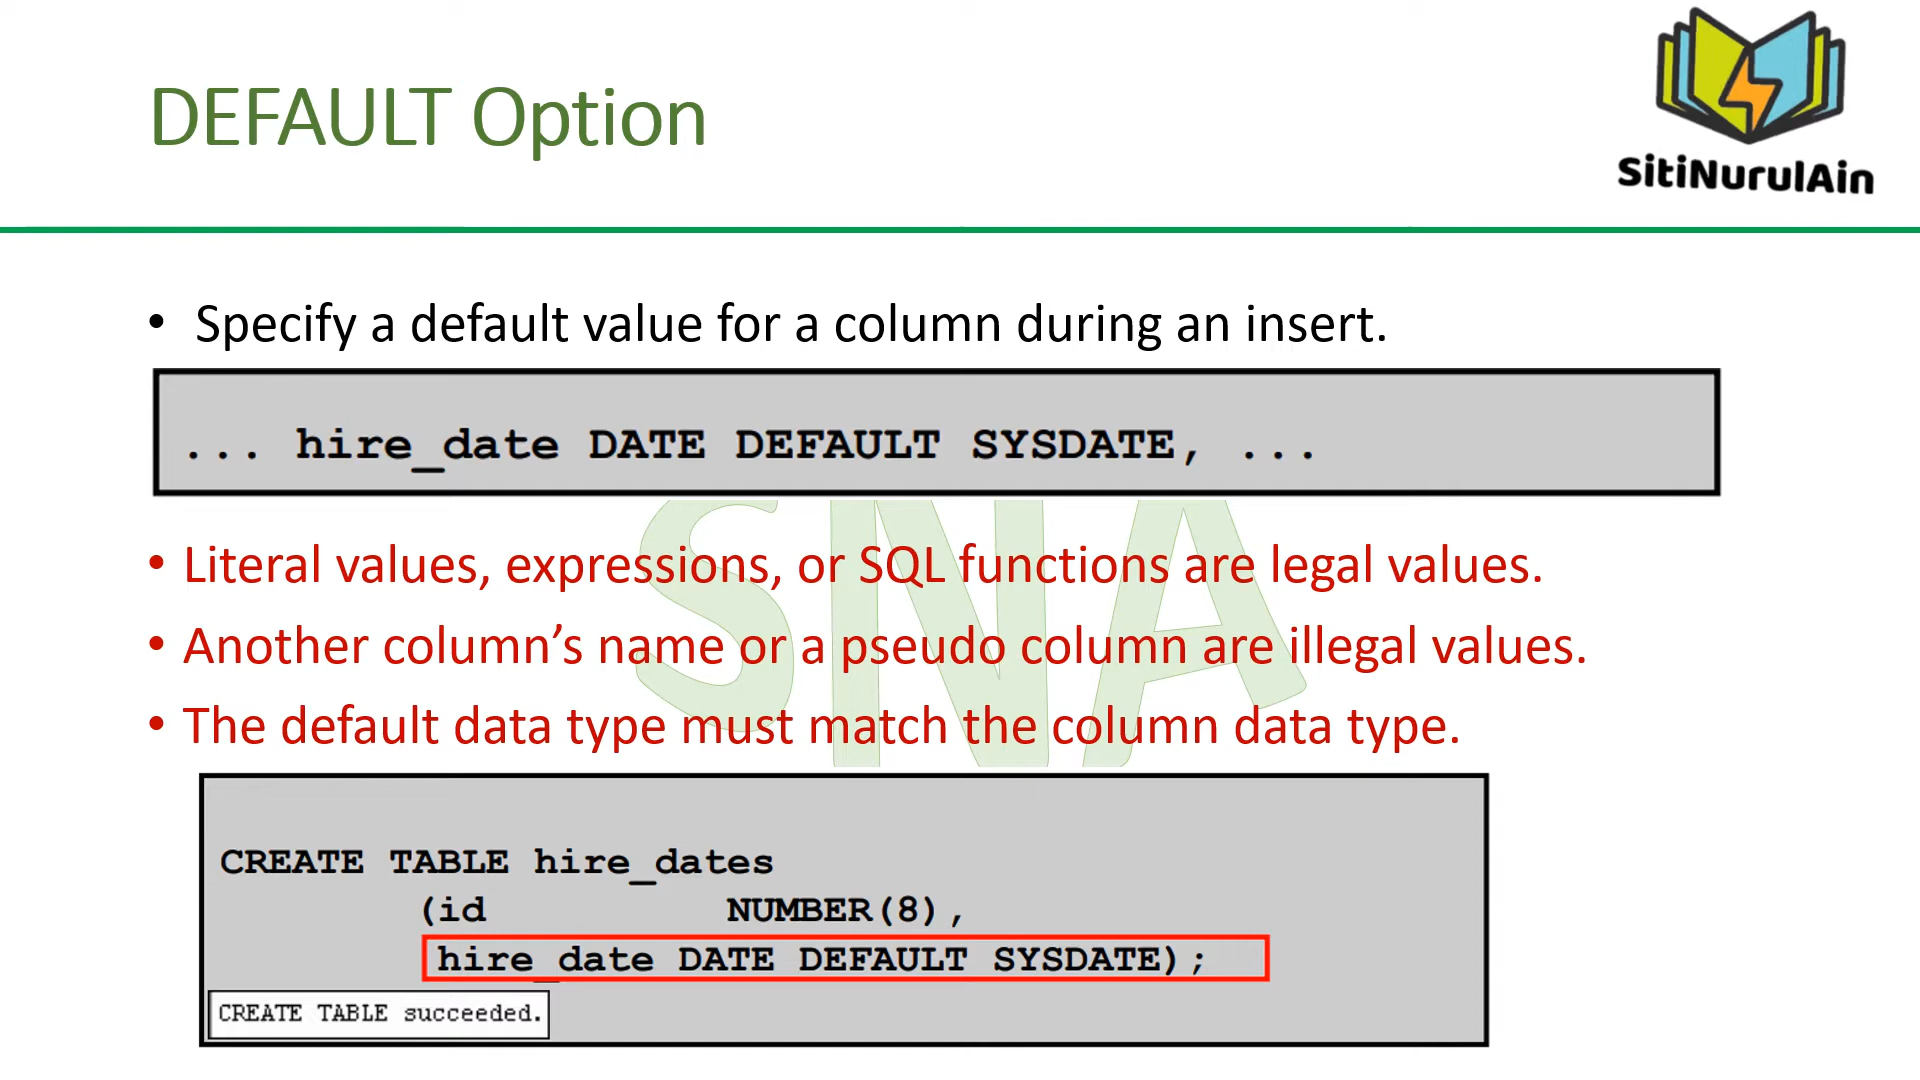 DEFAULT Option
SitiNurulAin
• Specify a default value for a column during an insert.
... hire_date DATE DEFAULT SYSDATE, ...
SNA
• Literal values, expressions, or SQL functions are legal values.
• Another column’s name or a pseudo column are illegal values.
• The default data type must match the column data type.
CREATE TABLE hire_dates
(id NUMBER(8),
hire_date DATE DEFAULT SYSDATE);
CREATE TABLE succeeded.